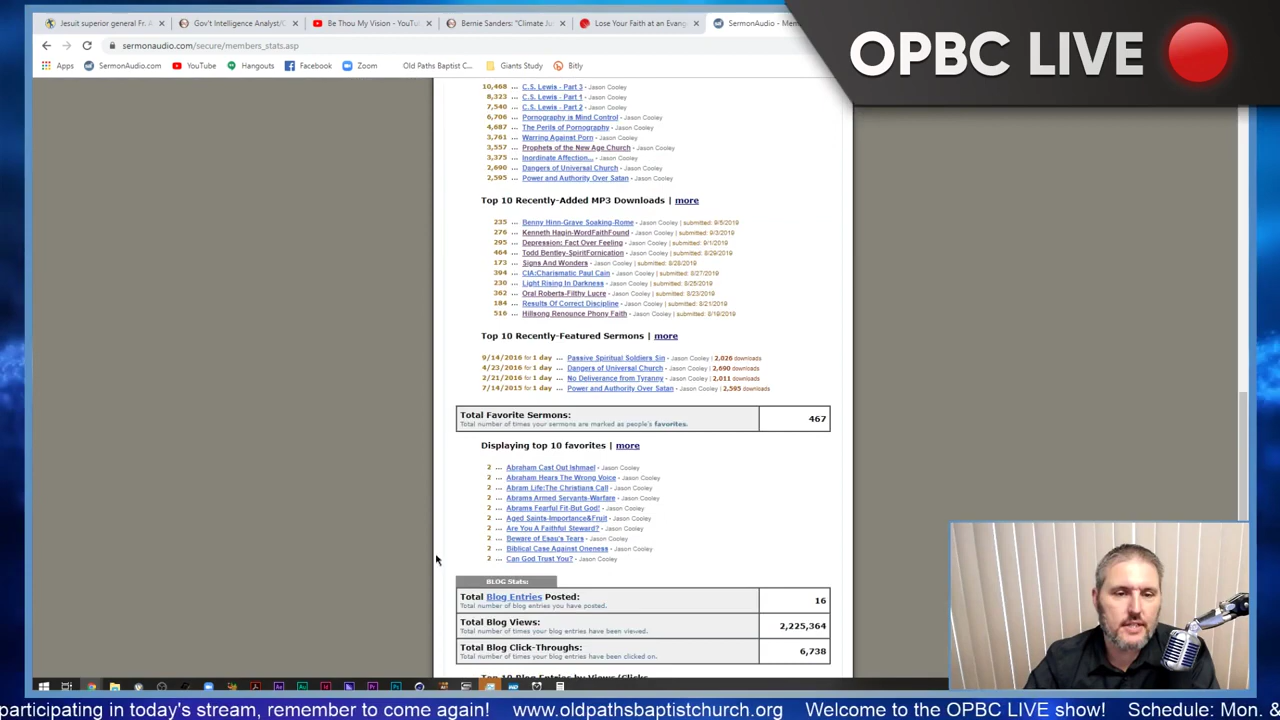 Jesuit superior general Fr. A
Gov't Intelligence Analyst/C
Be Thou My Vision - YouTu
Bernie Sanders: "Climate Ju
Lose Your Faith at an Evang
SermonAudio - Mem
OPBC LIVE
sermonaudio.com/secure/members_stats.asp
Apps SermonAudio.com YouTube Hangouts Facebook Zoom Old Paths Baptist C... Giants Study Bitly
10,468 ... C.S. Lewis - Part 3 - Jason Cooley
8,323 ... C.S. Lewis - Part 1 - Jason Cooley
7,540 ... C.S. Lewis - Part 2 - Jason Cooley
6,706 ... Pornography is Mind Control - Jason Cooley
4,687 ... The Perils of Pornography - Jason Cooley
3,761 ... Warring Against Porn - Jason Cooley
3,557 ... Prophets of the New Age Church - Jason Cooley
3,375 ... Inordinate Affection... - Jason Cooley
2,690 ... Dangers of Universal Church - Jason Cooley
2,595 ... Power and Authority Over Satan - Jason Cooley
Top 10 Recently-Added MP3 Downloads | more
235 ... Benny Hinn-Grave Soaking-Rome - Jason Cooley | submitted: 9/5/2019
276 ... Kenneth Hagin-WordFaithFound - Jason Cooley | submitted: 9/3/2019
295 ... Depression: Fact Over Feeling - Jason Cooley | submitted: 9/1/2019
464 ... Todd Bentley-SpiritFornication - Jason Cooley | submitted: 8/29/2019
173 ... Signs And Wonders - Jason Cooley | submitted: 8/28/2019
394 ... CIA:Charismatic Paul Cain - Jason Cooley | submitted: 8/27/2019
230 ... Light Rising In Darkness - Jason Cooley | submitted: 8/25/2019
362 ... Oral Roberts-Filthy Lucre - Jason Cooley | submitted: 8/23/2019
184 ... Results Of Correct Discipline - Jason Cooley | submitted: 8/21/2019
516 ... Hillsong Renounce Phony Faith - Jason Cooley | submitted: 8/19/2019
Top 10 Recently-Featured Sermons | more
9/14/2016 for 1 day ... Passive Spiritual Soldiers Sin - Jason Cooley | 2,026 downloads
4/23/2016 for 1 day ... Dangers of Universal Church - Jason Cooley | 2,690 downloads
2/21/2016 for 1 day ... No Deliverance from Tyranny - Jason Cooley | 2,011 downloads
7/14/2015 for 1 day ... Power and Authority Over Satan - Jason Cooley | 2,595 downloads
Total Favorite Sermons: 467
Total number of times your sermons are marked as people's favorites.
Displaying top 10 favorites | more
2 ... Abraham Cast Out Ishmael - Jason Cooley
2 ... Abraham Hears The Wrong Voice - Jason Cooley
2 ... Abram Life:The Christians Call - Jason Cooley
2 ... Abrams Armed Servants-Warfare - Jason Cooley
2 ... Abrams Fearful Fit-But God! - Jason Cooley
2 ... Aged Saints-Importance&Fruit - Jason Cooley
2 ... Are You A Faithful Steward? - Jason Cooley
2 ... Beware of Esau's Tears - Jason Cooley
2 ... Biblical Case Against Oneness - Jason Cooley
2 ... Can God Trust You? - Jason Cooley
BLOG Stats:
Total Blog Entries Posted: 16
Total number of blog entries you have posted.
Total Blog Views: 2,225,364
Total number of times your blog entries have been viewed.
Total Blog Click-Throughs: 6,738
Total number of times your blog entries have been clicked on.
Top 10 Blog Entries by Views/Clicks
participating in today's stream, remember to come again! www.oldpathsbaptistchurch.org Welcome to the OPBC LIVE show! Schedule: Mon. &